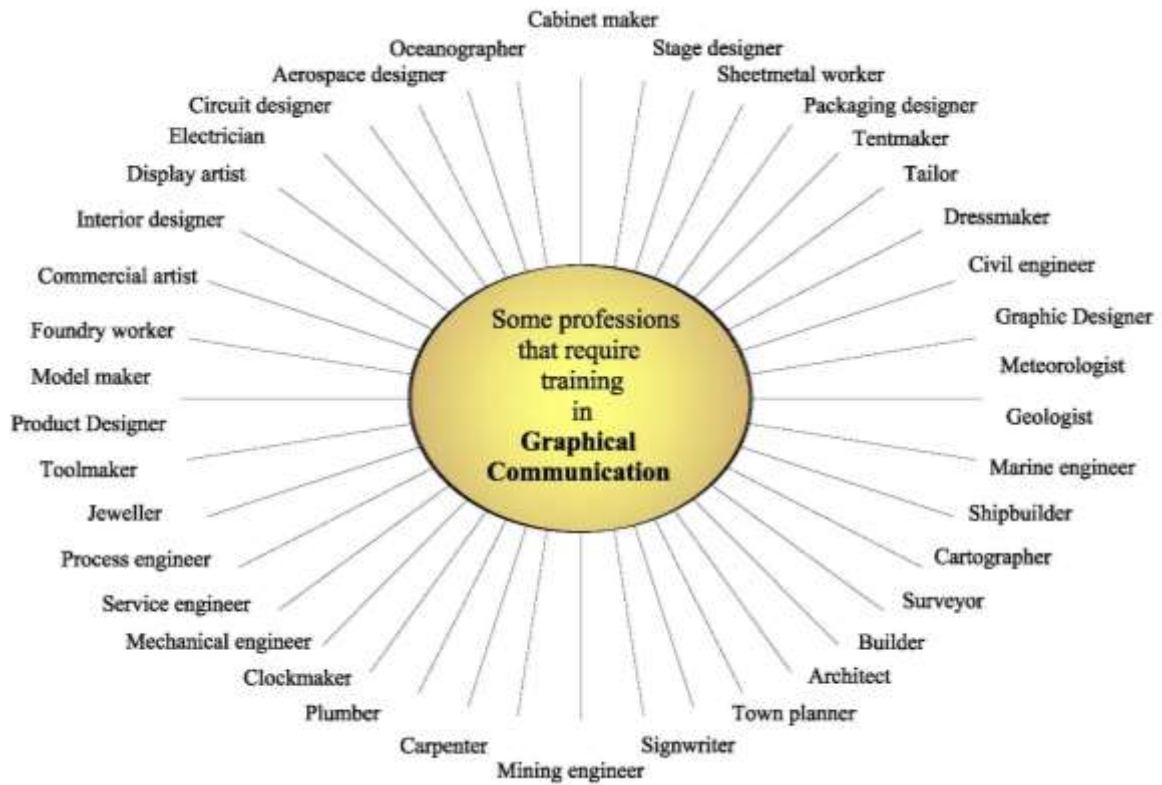 Cabinet maker
Stage designer
Sheetmetal worker
Packaging designer
Tentmaker
Tailor
Dressmaker
Civil engineer
Graphic Designer
Meteorologist
Geologist
Marine engineer
Shipbuilder
Cartographer
Surveyor
Builder
Architect
Town planner
Signwriter
Mining engineer
Carpenter
Plumber
Clockmaker
Mechanical engineer
Service engineer
Process engineer
Jeweller
Toolmaker
Product Designer
Model maker
Foundry worker
Commercial artist
Interior designer
Display artist
Electrician
Circuit designer
Aerospace designer
Oceanographer
Some professions
that require
training
in
Graphical
Communication